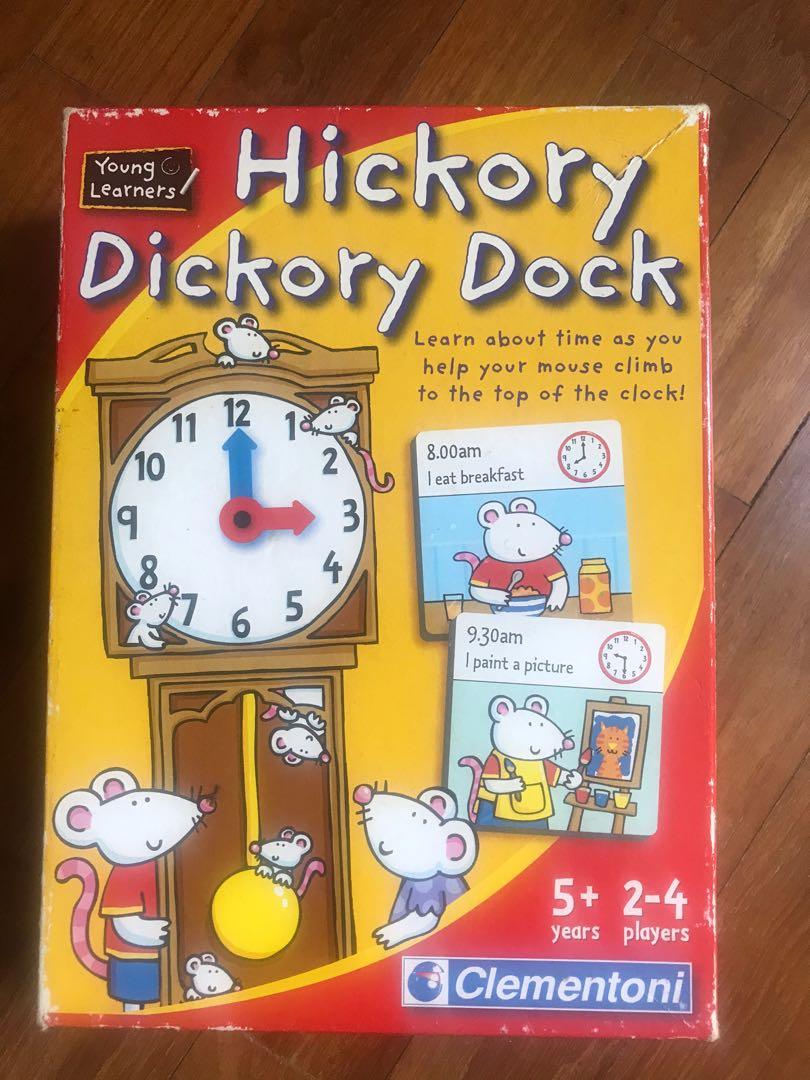 Young
Learners
Hickory
Dickory Dock
Learn about time as you
help your mouse climb
to the top of the clock!
12
11
1
10
2
9
3
8
4
7
5
6
8.00am
I eat breakfast
9.30am
I paint a picture
5+ 2-4
years players
Clementoni